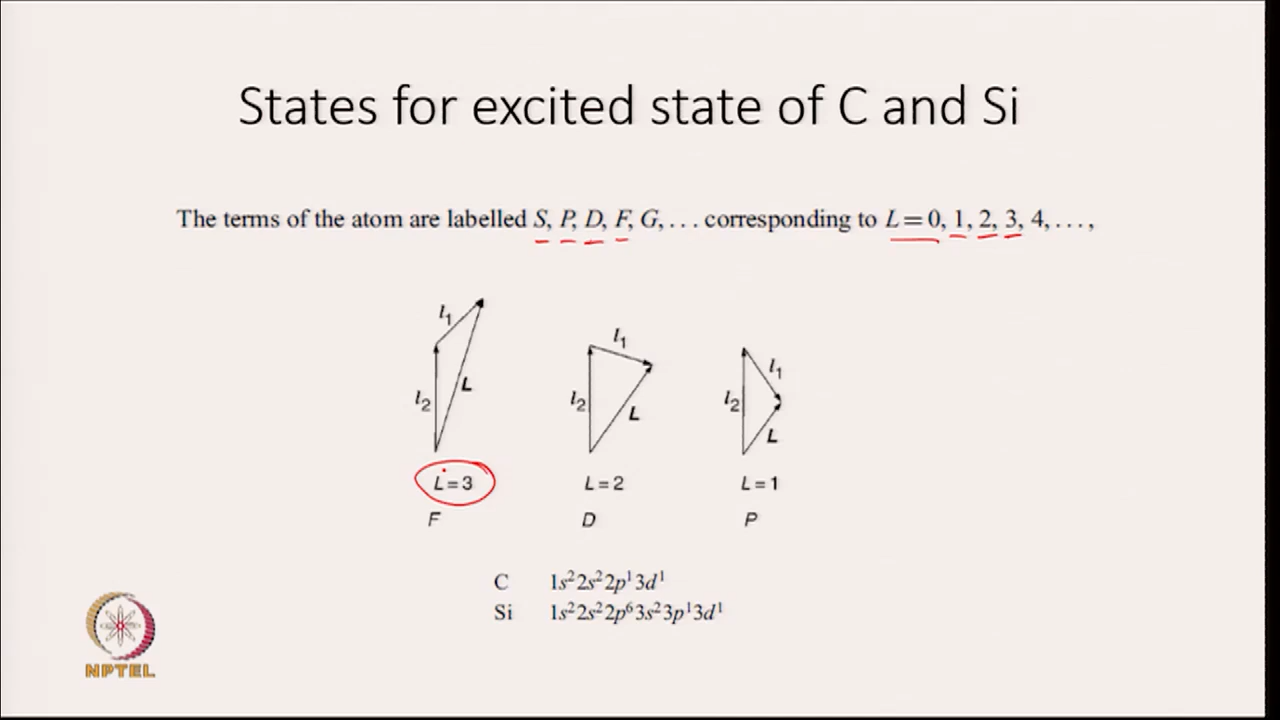 States for excited state of C and Si
The terms of the atom are labelled S, P, D, F, G, . . . corresponding to L = 0, 1, 2, 3, 4, . . . ,
l₁
l₂
L
l₁
l₂
L
l₁
l₂
L
L=3
L=2
L=1
F
D
P
C 1s²2s²2p¹3d¹
Si 1s²2s²2p⁶3s²3p¹3d¹
NPTEL